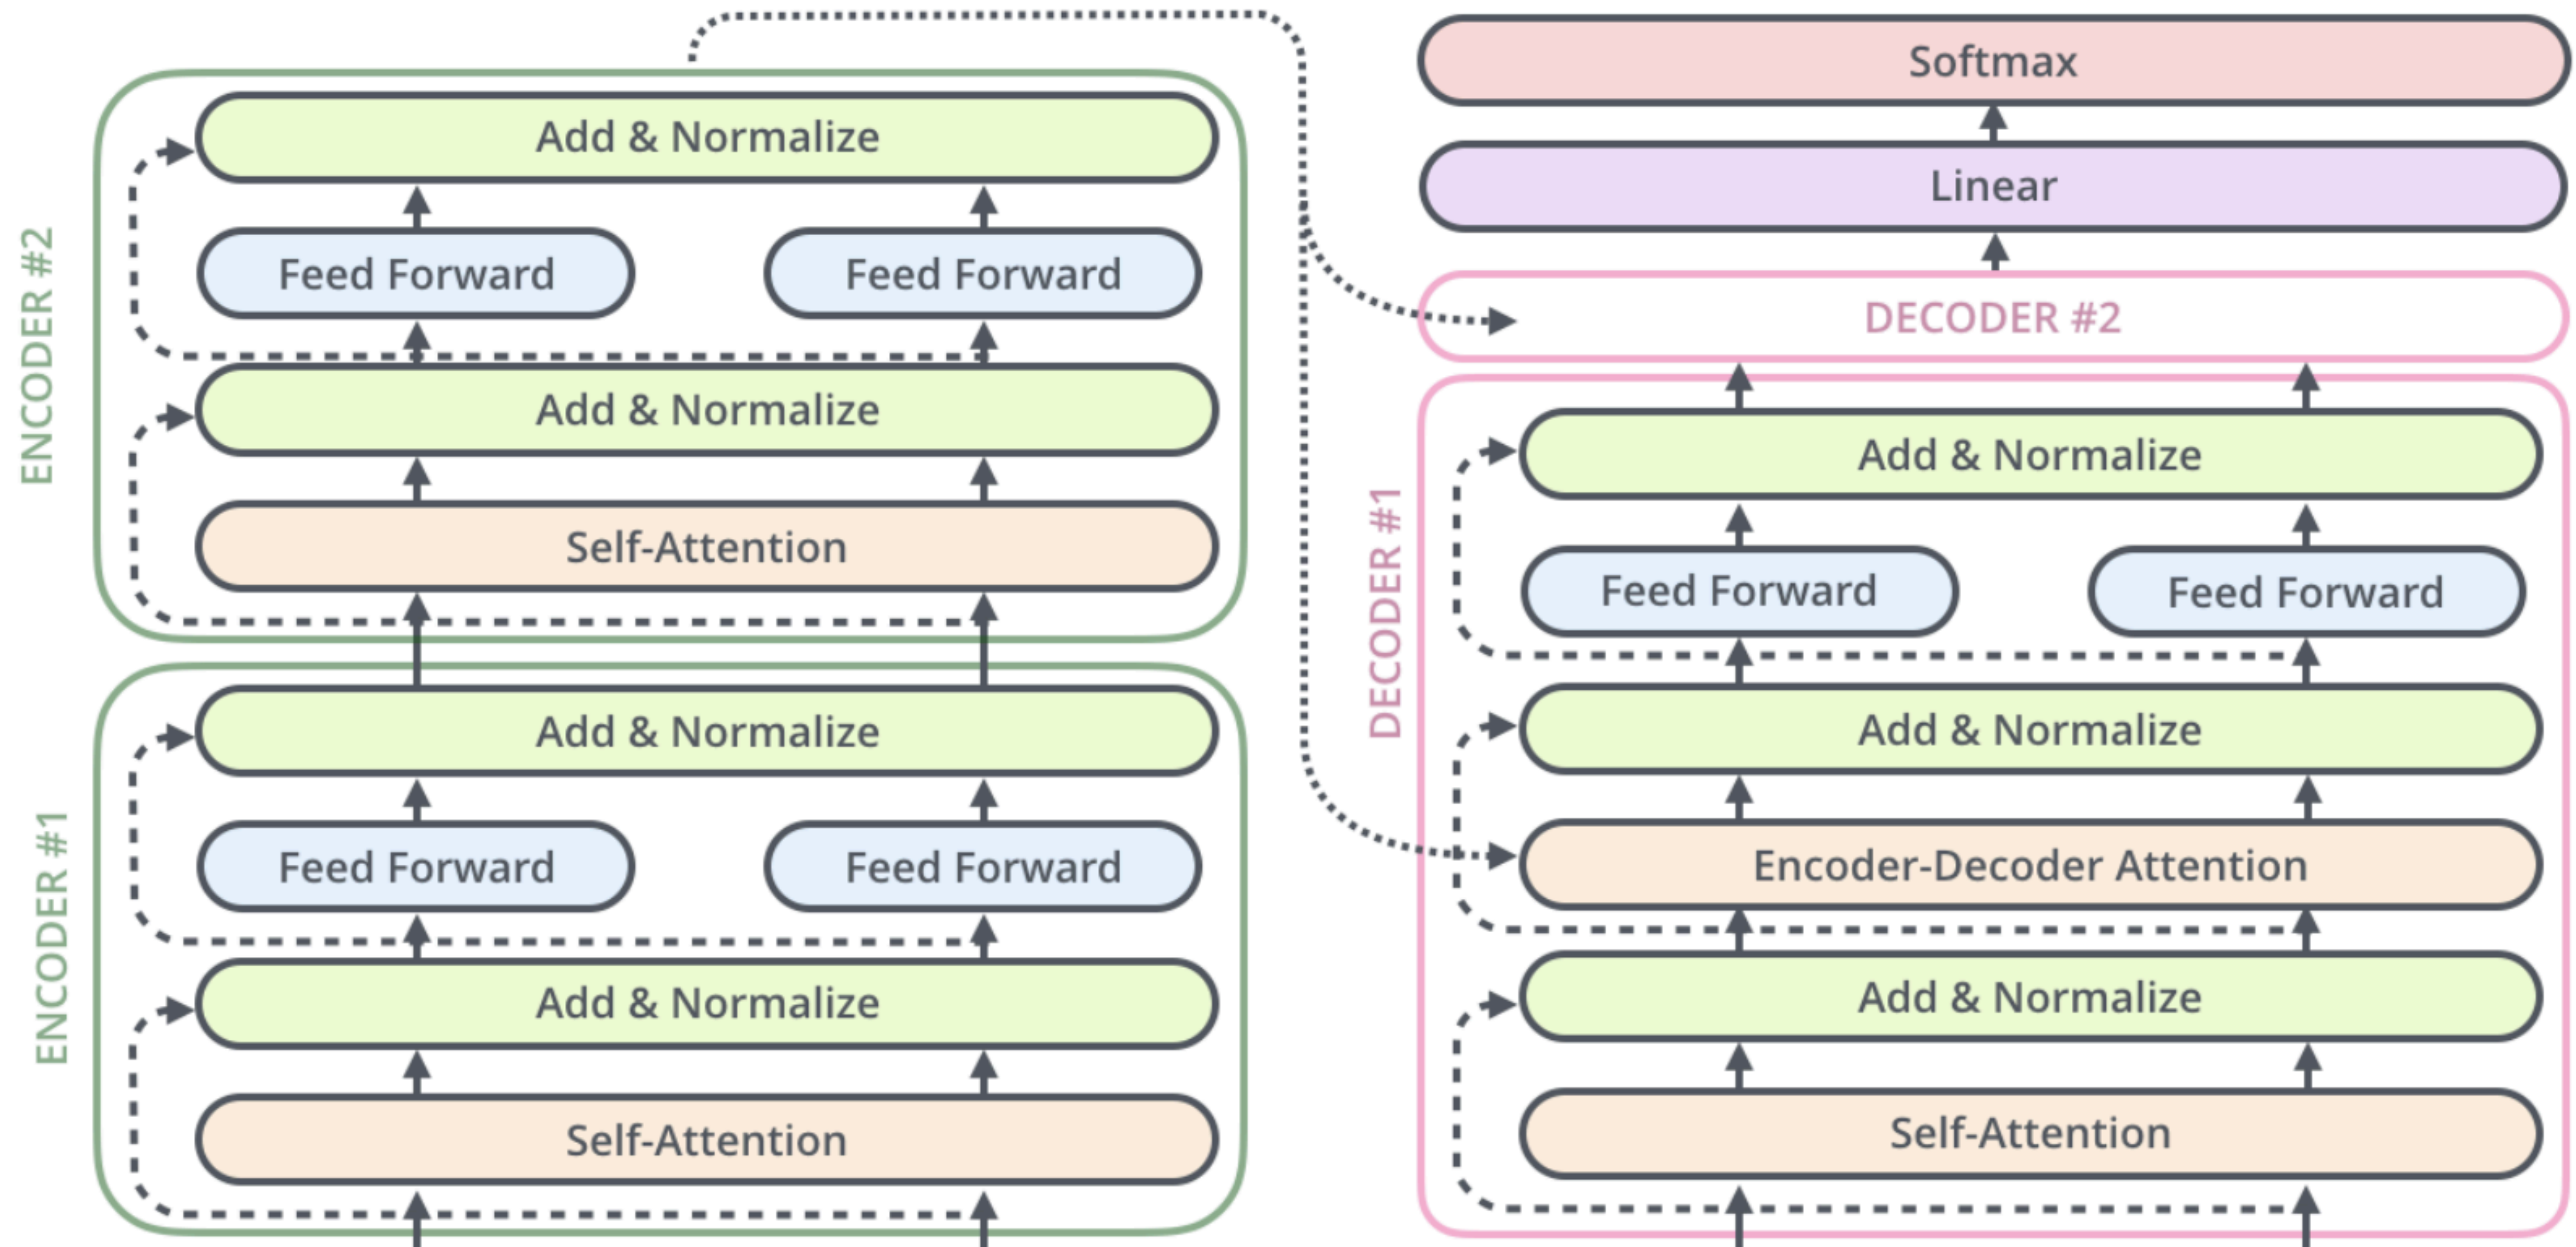 ENCODER #2
Add & Normalize
Feed Forward
Feed Forward
Add & Normalize
Self-Attention
ENCODER #1
Add & Normalize
Feed Forward
Feed Forward
Add & Normalize
Self-Attention
Softmax
Linear
DECODER #2
DECODER #1
Add & Normalize
Feed Forward
Feed Forward
Add & Normalize
Encoder-Decoder Attention
Add & Normalize
Self-Attention